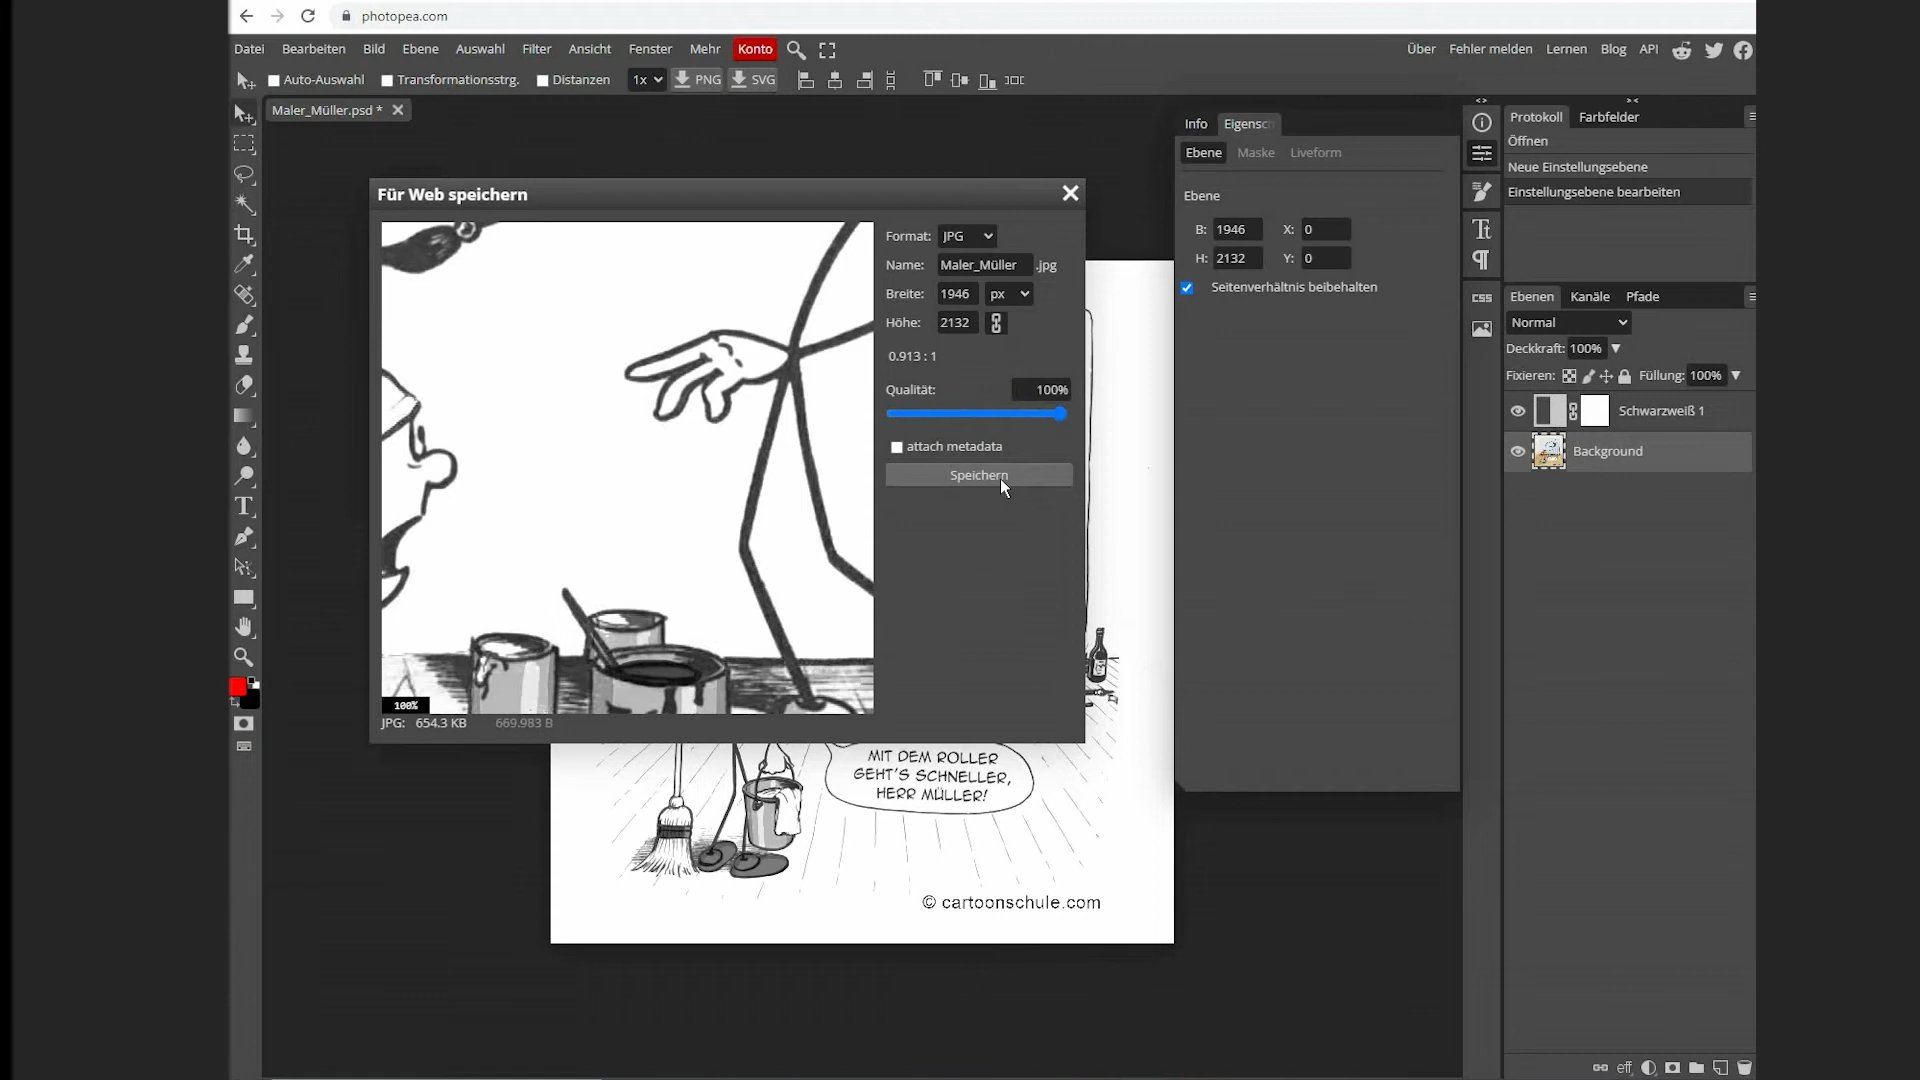 photopea.com
Datei Bearbeiten Bild Ebene Auswahl Filter Ansicht Fenster Mehr Konto
Über Fehler melden Lernen Blog API
Auto-Auswahl Transformationsstrg. Distanzen 1x PNG SVG
Maler_Müller.psd *
Info Eigensch
Ebene Maske Liveform
Ebene
B: 1946 X: 0
H: 2132 Y: 0
Seitenverhältnis beibehalten
Protokoll Farbfelder
Öffnen
Neue Einstellungsebene
Einstellungsebene bearbeiten
CSS
Ebenen Kanäle Pfade
Normal
Deckkraft: 100%
Fixieren: Füllung: 100%
Schwarzweiß 1
Background
eff
Für Web speichern
Format: JPG
Name: Maler_Müller .jpg
Breite: 1946 px
Höhe: 2132
0.913 : 1
Qualität: 100%
attach metadata
Speichern
100%
JPG: 654.3 KB 669.983 B
MIT DEM ROLLER
GEHT'S SCHNELLER,
HERR MÜLLER!
© cartoonschule.com